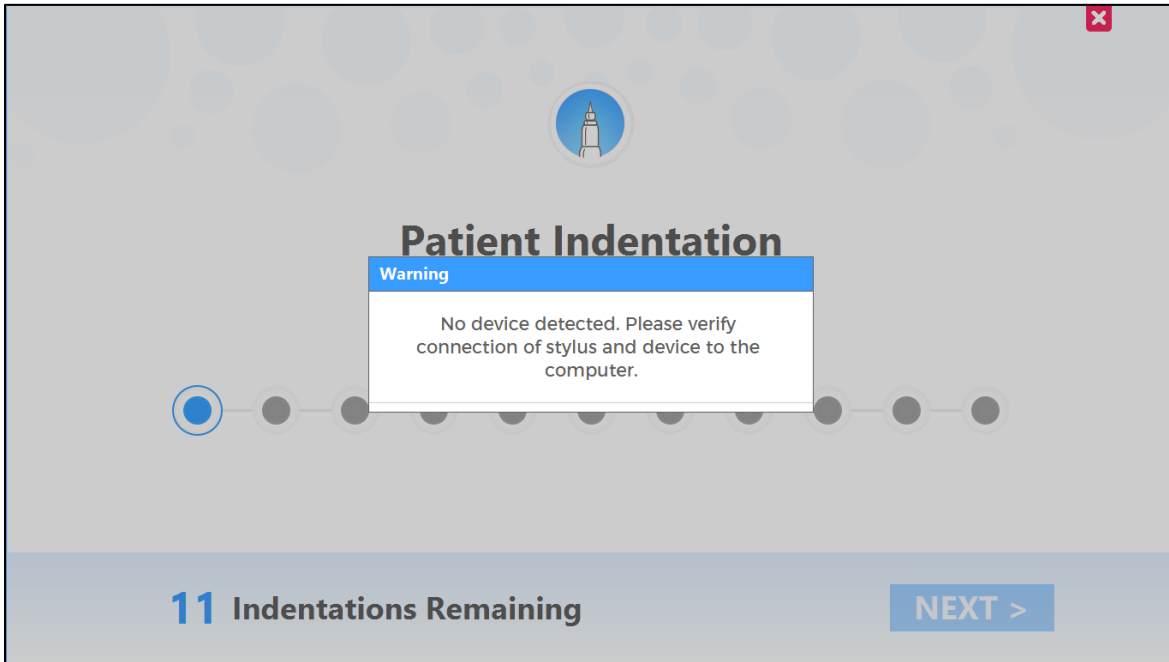 Patient Indentation
Warning
No device detected. Please verify
connection of stylus and device to the
computer.
11 Indentations Remaining
NEXT >